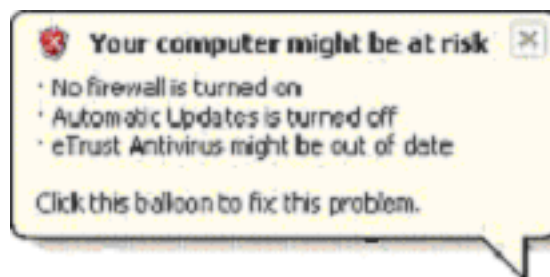 Your computer might be at risk
· No firewall is turned on
· Automatic Updates is turned off
· eTrust Antivirus might be out of date
Click this balloon to fix this problem.